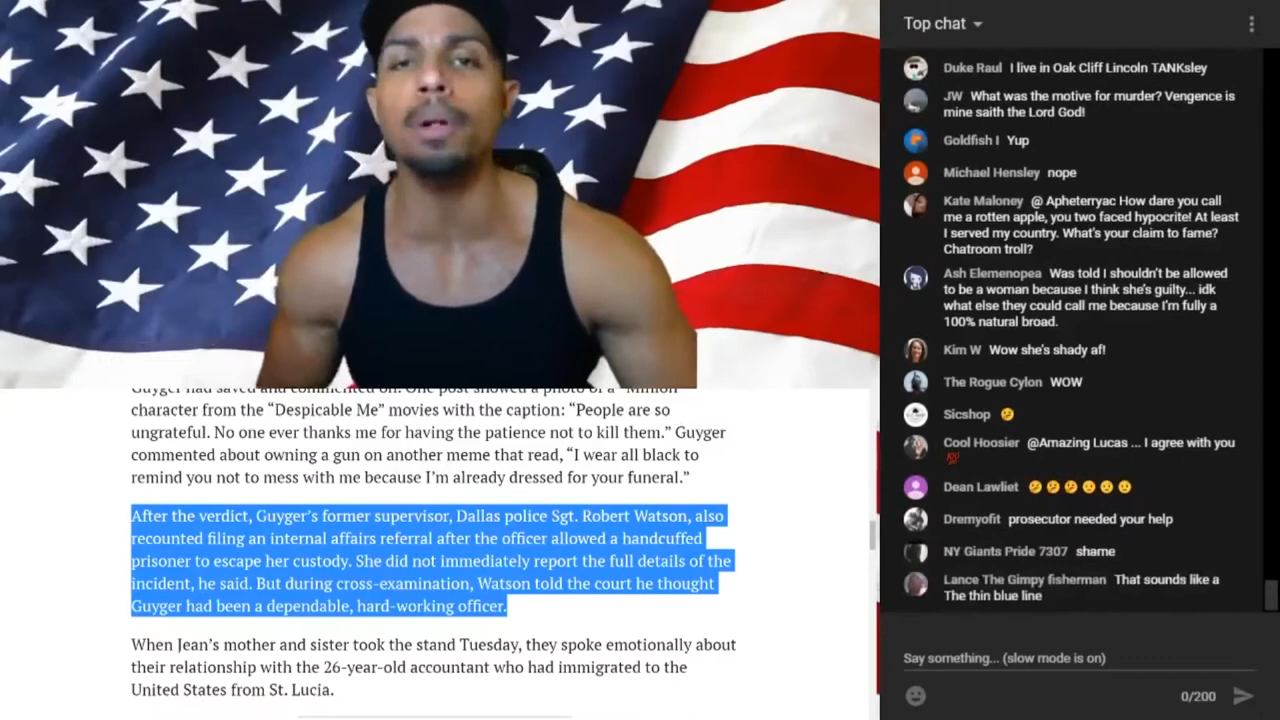 Top chat
Duke Raul I live in Oak Cliff Lincoln TANKsley
JW What was the motive for murder? Vengence is
mine saith the Lord God!
Goldfish I Yup
Michael Hensley nope
Kate Maloney @ Apheterryac How dare you call
me a rotten apple, you two faced hypocrite! At least
I served my country. What's your claim to fame?
Chatroom troll?
Ash Elemenopea Was told I shouldn't be allowed
to be a woman because I think she's guilty... idk
what else they could call me because I'm fully a
100% natural broad.
Kim W Wow she's shady af!
The Rogue Cylon WOW
Sicshop 🤣
Cool Hoosier @Amazing Lucas ... I agree with you
💯
Dean Lawliet
Dremyofit prosecutor needed your help
NY Giants Pride 7307 shame
Lance The Gimpy fisherman That sounds like a
The thin blue line
Say something... (slow mode is on)
0/200
Guyger had saved and commented on. One post showed a photo of a “Minion”
character from the “Despicable Me” movies with the caption: “People are so
ungrateful. No one ever thanks me for having the patience not to kill them.” Guyger
commented about owning a gun on another meme that read, “I wear all black to
remind you not to mess with me because I’m already dressed for your funeral.”
After the verdict, Guyger’s former supervisor, Dallas police Sgt. Robert Watson, also
recounted filing an internal affairs referral after the officer allowed a handcuffed
prisoner to escape her custody. She did not immediately report the full details of the
incident, he said. But during cross-examination, Watson told the court he thought
Guyger had been a dependable, hard-working officer.
When Jean’s mother and sister took the stand Tuesday, they spoke emotionally about
their relationship with the 26-year-old accountant who had immigrated to the
United States from St. Lucia.